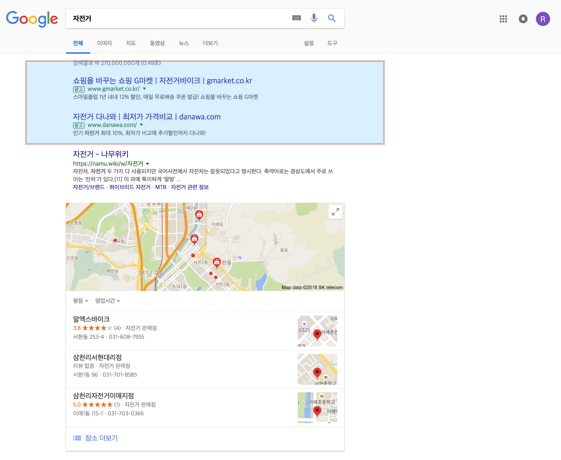 Google
자전거
R
전체 이미지 지도 동영상 뉴스 더보기 설정 도구
검색결과 약 270,000,000개 (0.49초)
쇼핑을 바꾸는 쇼핑 G마켓 | 자전거바이크 | gmarket.co.kr
광고 www.gmarket.co.kr/
스마일클럽 1년 내내 12% 할인, 매일 무료배송 쿠폰 발급! 쇼핑을 바꾸는 쇼핑
자전거 다나와 | 최저가 가격비교 | danawa.com
광고 www.danawa.com/
인기 자전거 최대 10%, 최저가 비교에 추가할인까지 다나와!
자전거 - 나무위키
https://namu.wiki/w/자전거
자전차, 자전거 두 가지 다 사용되지만 국어사전에서 자전차는 잘못되었다고 명시한다. 축약어로는 경상도에서 주로 쓰
이는 '잔차'가 있다.[11] 이 외에 특이하게 '발발' ...
자전거/브랜드 · 하이브리드 자전거 · MTB · 자전거 관련 정보
Map data ©2018 SK telecom
평점 영업시간
알엑스바이크
3.8 (4) · 자전거 판매점
서현동 253-4 · 031-608-7955
삼천리서현대리점
리뷰 없음 · 자전거 판매점
서현1동 96 · 031-701-8585
삼천리자전거이매지점
5.0 (1) · 자전거 판매점
이매1동 115-1 · 031-703-0366
장소 더보기